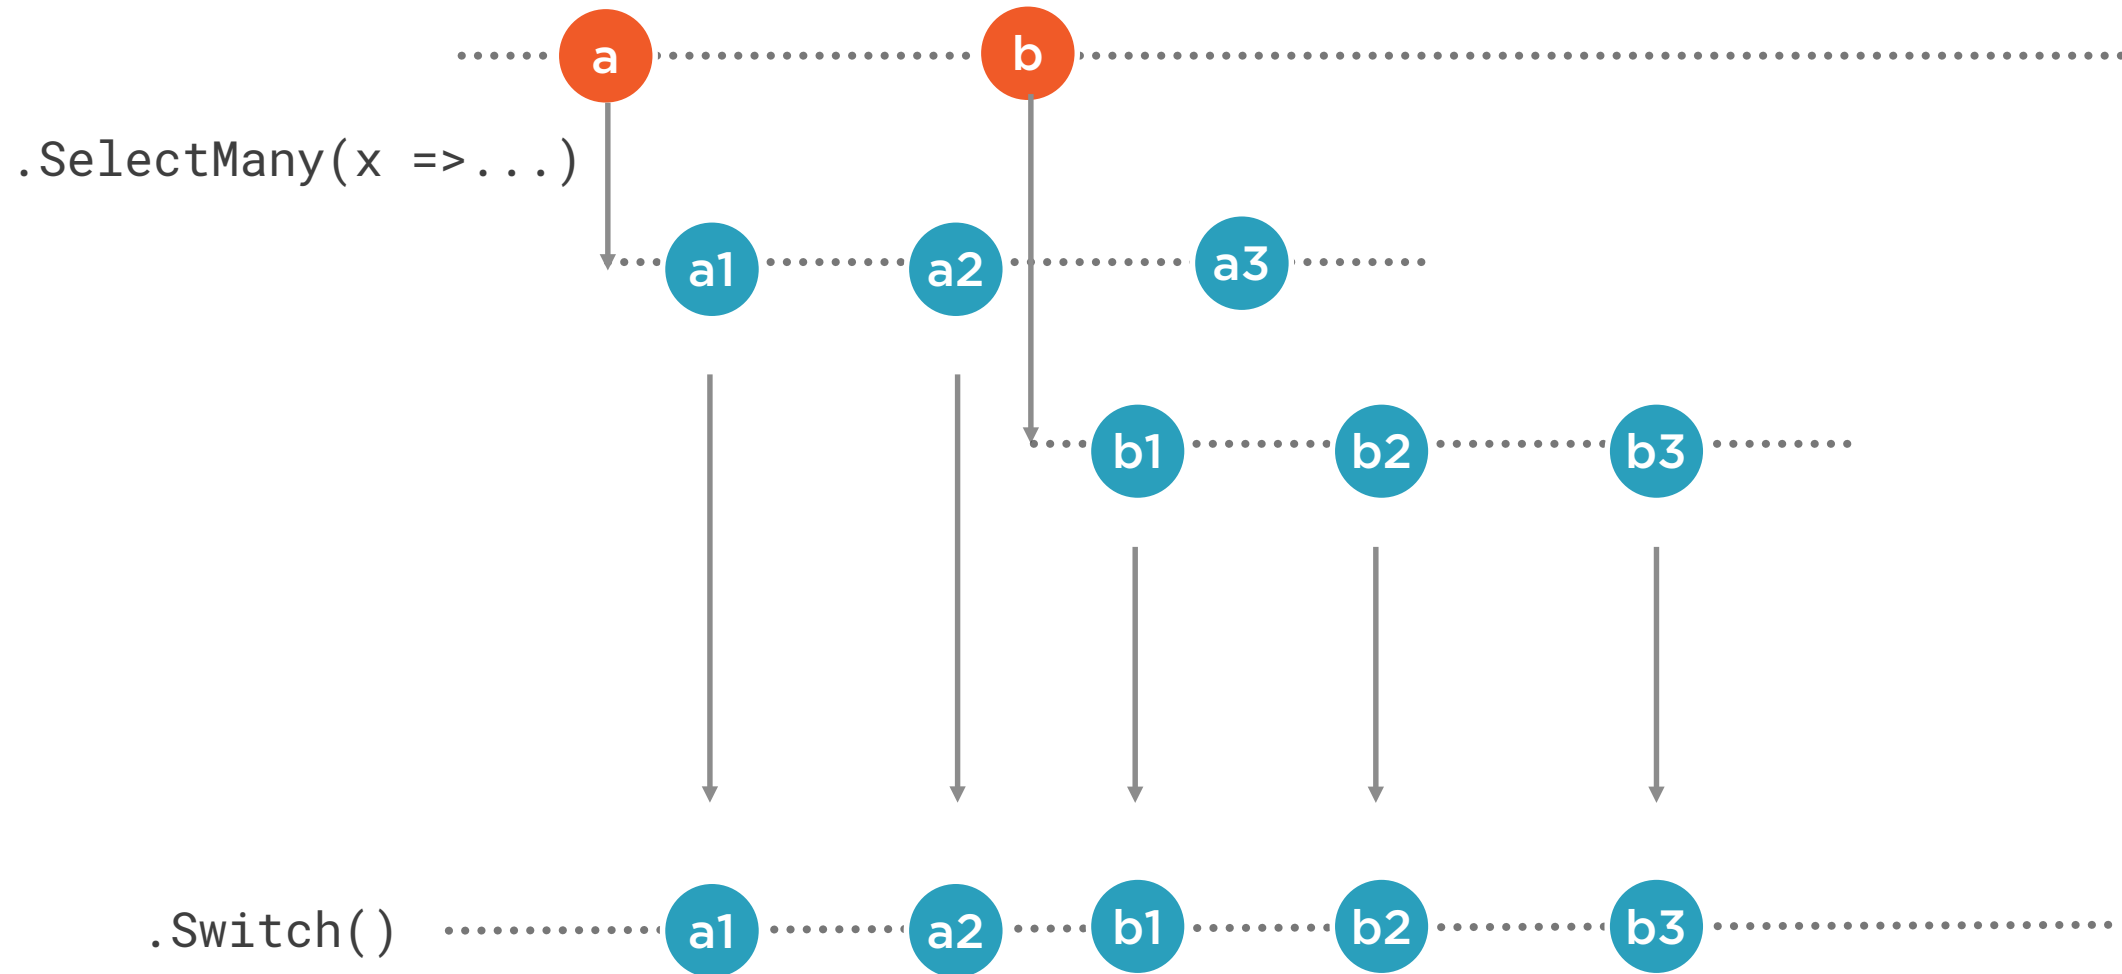 a b
.SelectMany(x =>...)
a1 a2 a3
b1 b2 b3
.Switch() a1 a2 b1 b2 b3